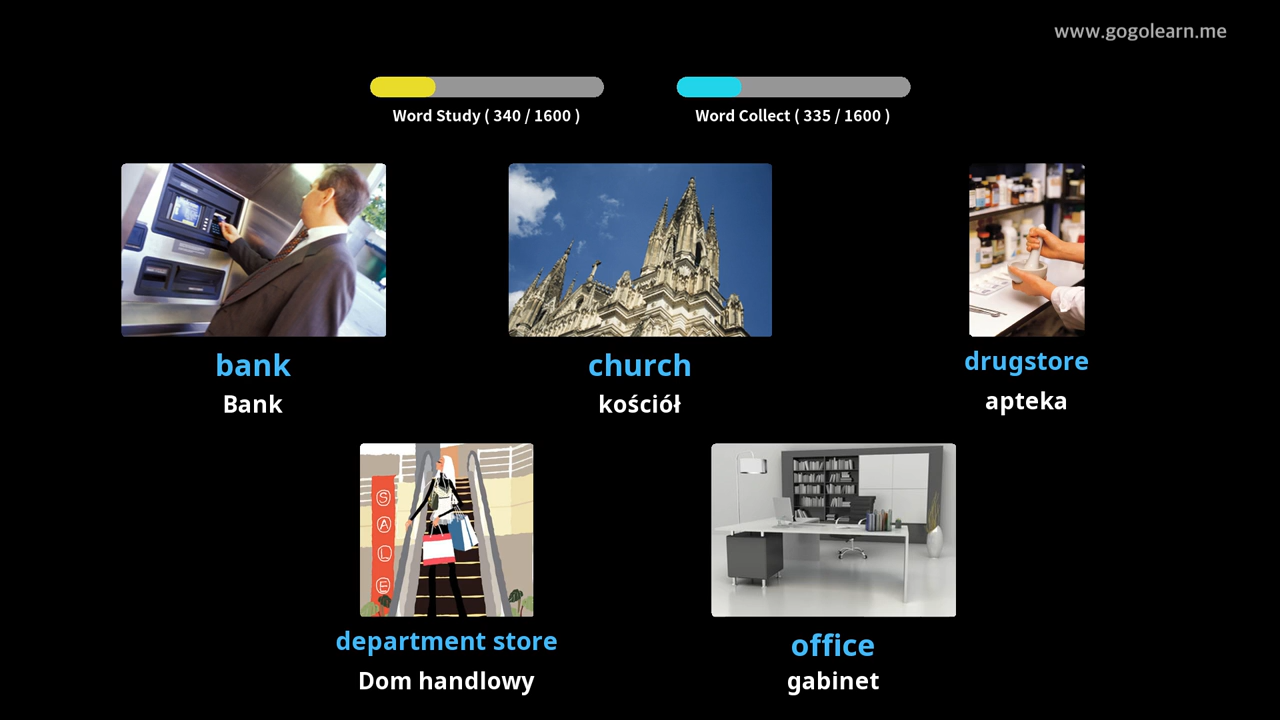 www.gogolearn.me
Word Study ( 340 / 1600 )
Word Collect ( 335 / 1600 )
bank
Bank
church
kościół
drugstore
apteka
S
A
L
E
department store
Dom handlowy
office
gabinet